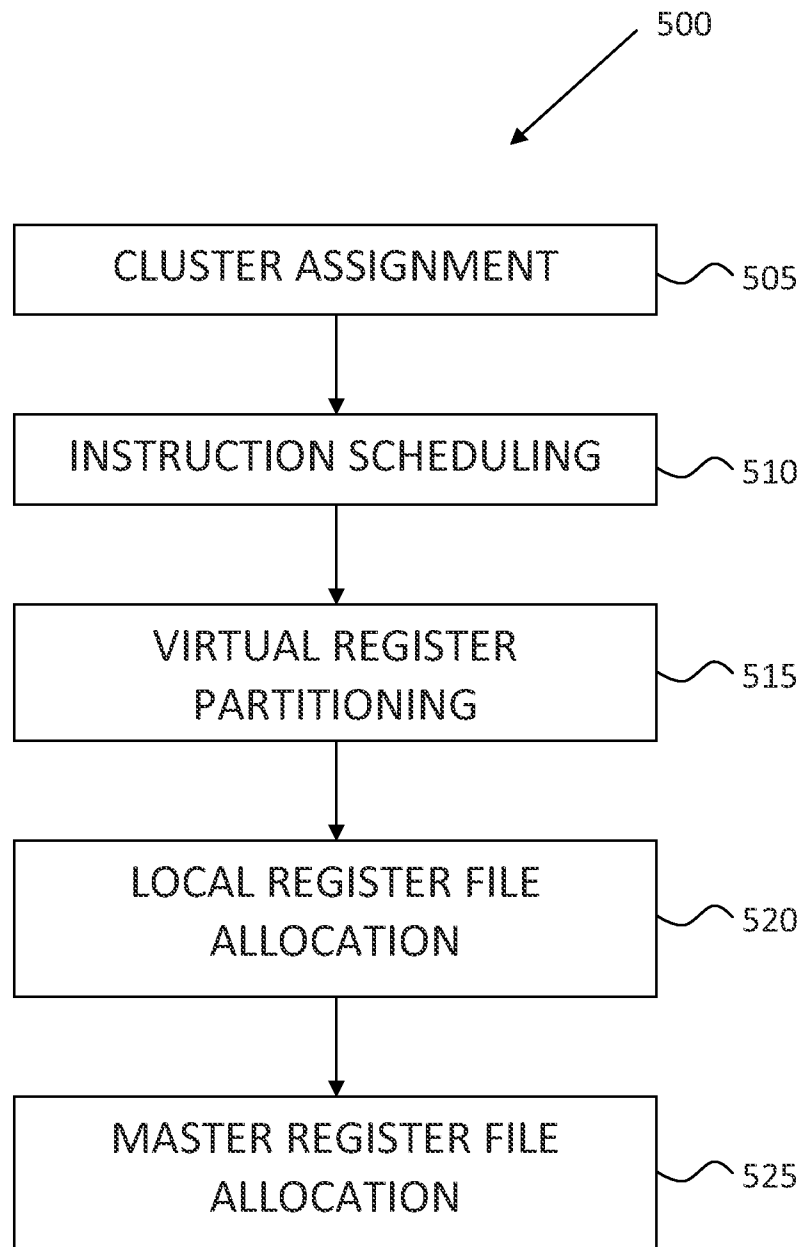 500
CLUSTER ASSIGNMENT
505
INSTRUCTION SCHEDULING
510
VIRTUAL REGISTER
PARTITIONING
515
LOCAL REGISTER FILE
ALLOCATION
520
MASTER REGISTER FILE
ALLOCATION
525